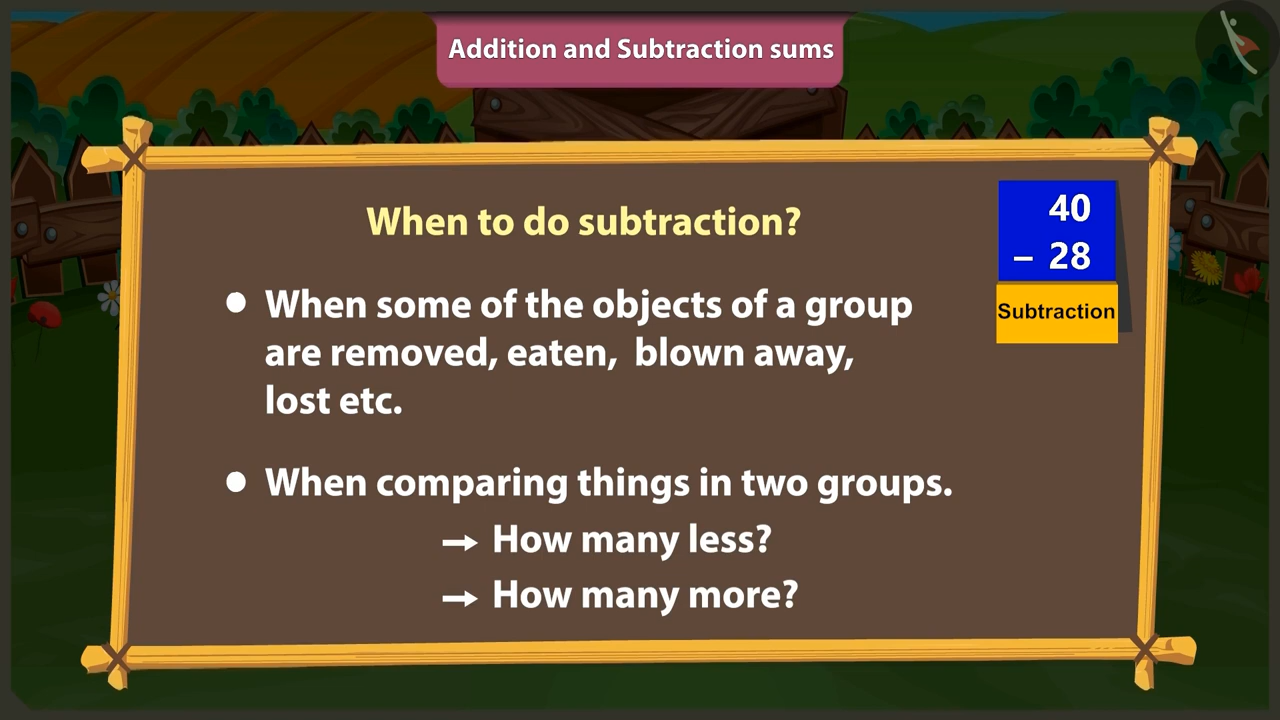 Addition and Subtraction sums
When to do subtraction?
40
– 28
Subtraction
● When some of the objects of a group
are removed, eaten, blown away,
lost etc.
● When comparing things in two groups.
→ How many less?
→ How many more?